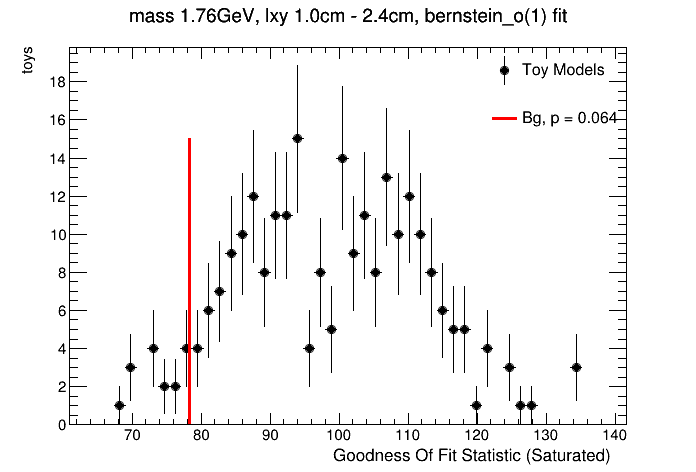 mass 1.76GeV, lxy 1.0cm - 2.4cm, bernstein_o(1) fit
toys
Toy Models
Bg, p = 0.064
18
16
14
12
10
8
6
4
2
0
70 80 90 100 110 120 130 140
Goodness Of Fit Statistic (Saturated)